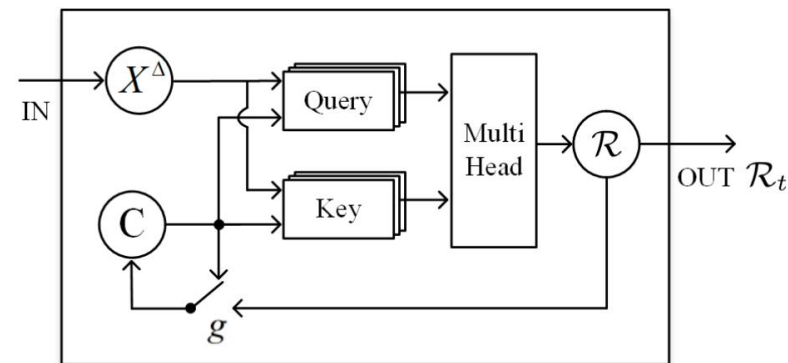 IN
X^Δ
Query
Key
Multi
Head
ℛ
OUT ℛ_t
C
g